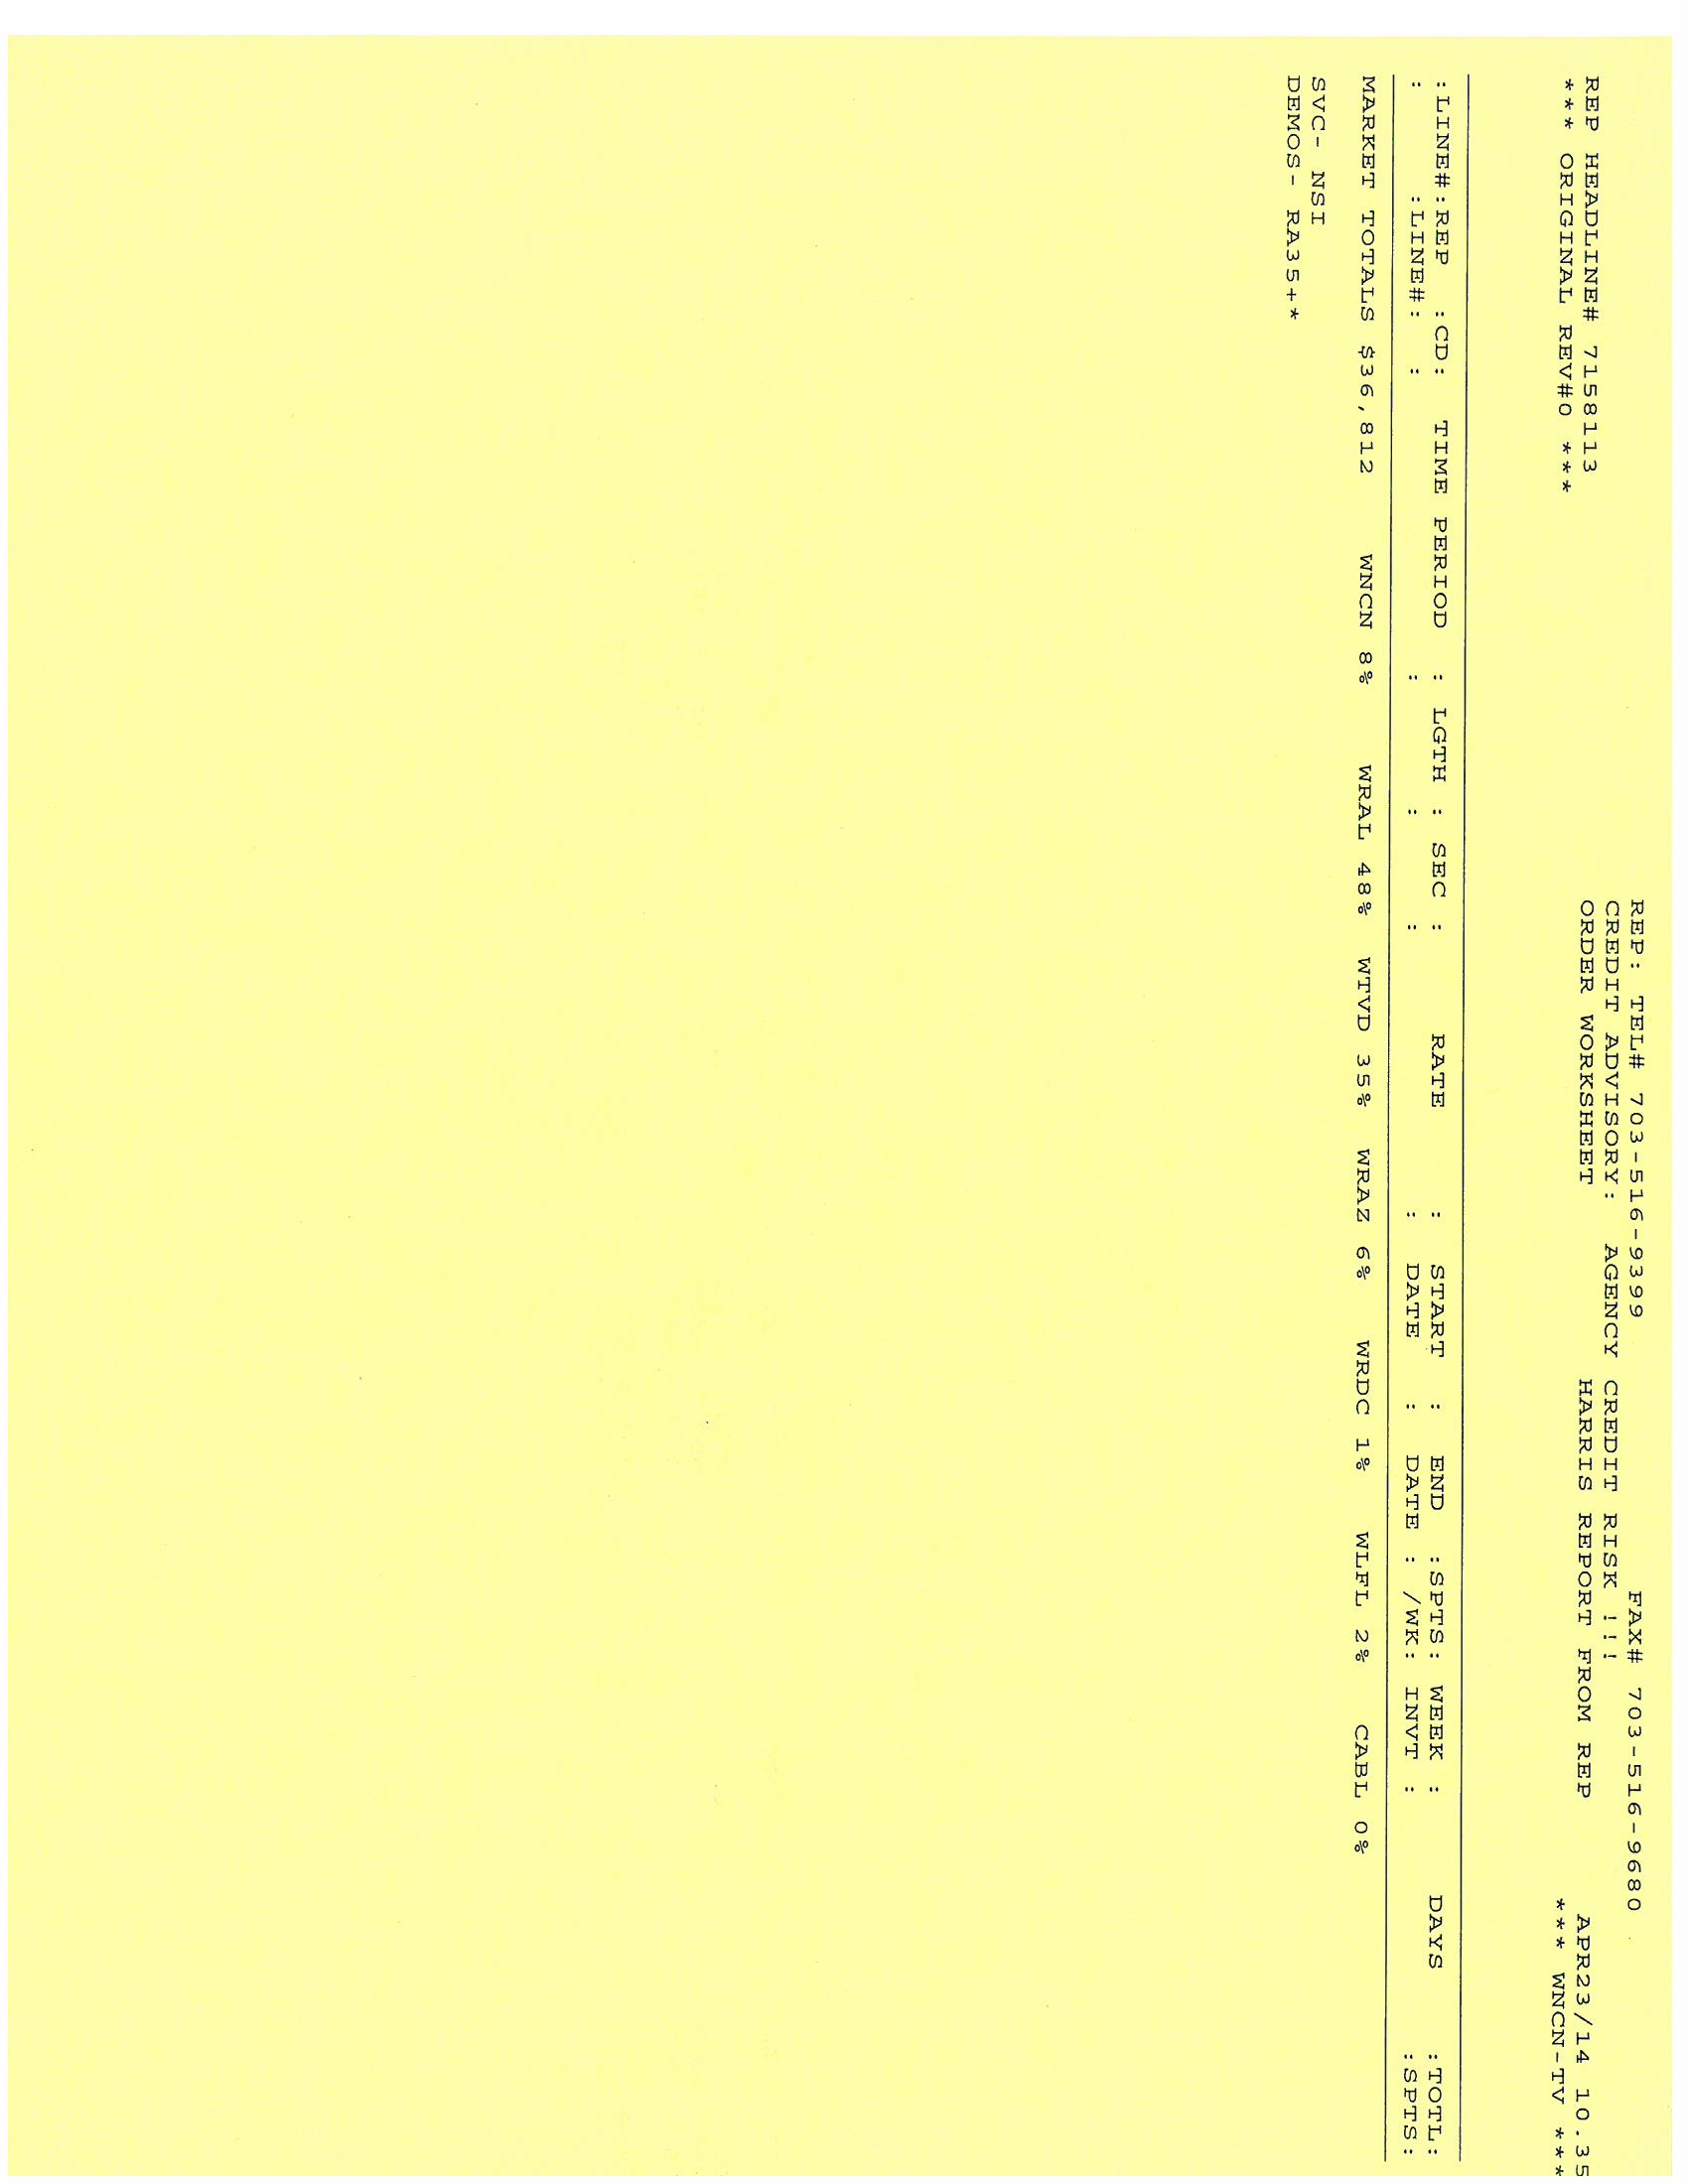 REP: TEL# 703-516-9399 FAX# 703-516-9680
CREDIT ADVISORY: AGENCY CREDIT RISK !!!
REP HEADLINE# 7158113 ORDER WORKSHEET HARRIS REPORT FROM REP APR23/14 10.35
*** ORIGINAL REV#0 *** *** WNCN-TV ***
:LINE#:REP :CD: TIME PERIOD : LGTH : SEC : RATE : START : END :SPTS: WEEK : DAYS :TOTL:
: :LINE#: : : : : : DATE : DATE : /WK: INVT : :SPTS:
MARKET TOTALS $36,812 WNCN 8% WRAL 48% WTVD 35% WRAZ 6% WRDC 1% WLFL 2% CABL 0%
SVC- NSI
DEMOS- RA35+*